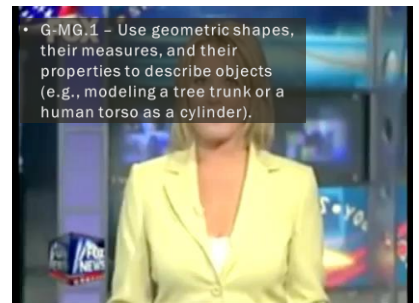 • G-MG.1 – Use geometric shapes,
their measures, and their
properties to describe objects
(e.g., modeling a tree trunk or a
human torso as a cylinder).
FOX
NEWS